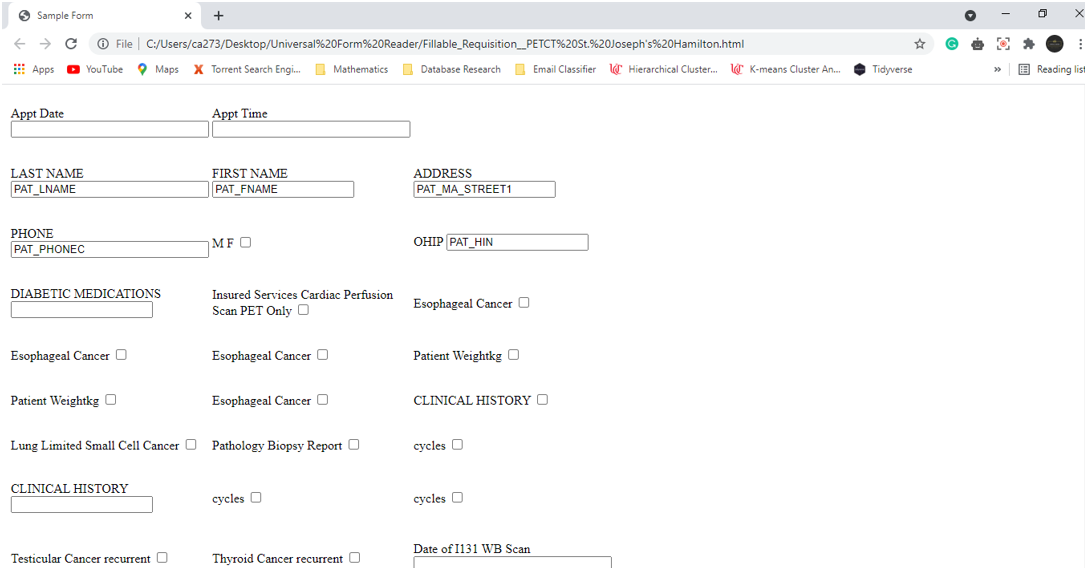 Sample Form
File C:/Users/ca273/Desktop/Universal%20Form%20Reader/Fillable_Requisition__PETCT%20St.%20Joseph's%20Hamilton.html
Apps YouTube Maps Torrent Search Engi... Mathematics Database Research Email Classifier Hierarchical Cluster... K-means Cluster An... Tidyverse » Reading list
Appt Date Appt Time
LAST NAME FIRST NAME ADDRESS
PAT_LNAME PAT_FNAME PAT_MA_STREET1
PHONE
PAT_PHONEC M F OHIP PAT_HIN
DIABETIC MEDICATIONS Insured Services Cardiac Perfusion
Scan PET Only Esophageal Cancer
Esophageal Cancer Esophageal Cancer Patient Weightkg
Patient Weightkg Esophageal Cancer CLINICAL HISTORY
Lung Limited Small Cell Cancer Pathology Biopsy Report cycles
CLINICAL HISTORY cycles cycles
Testicular Cancer recurrent Thyroid Cancer recurrent Date of I131 WB Scan